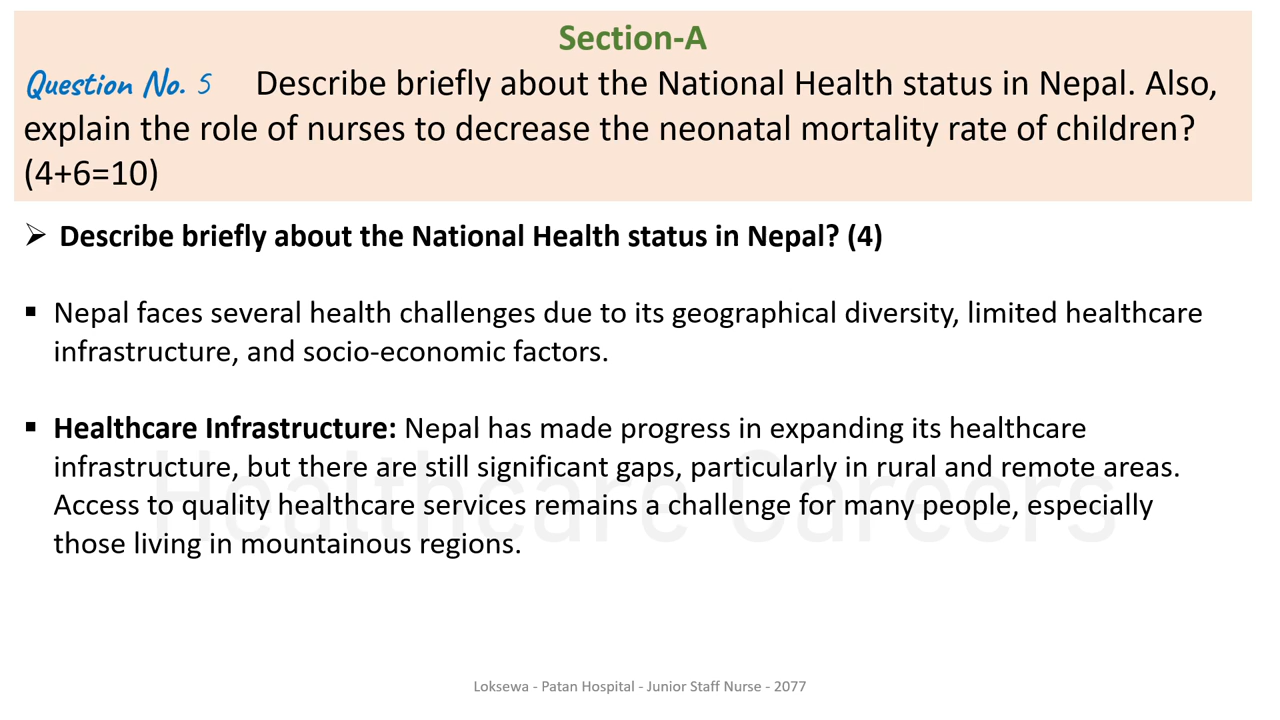 Section-A
Question No. 5 Describe briefly about the National Health status in Nepal. Also,
explain the role of nurses to decrease the neonatal mortality rate of children?
(4+6=10)
➢ Describe briefly about the National Health status in Nepal? (4)
▪ Nepal faces several health challenges due to its geographical diversity, limited healthcare
infrastructure, and socio-economic factors.
▪ Healthcare Infrastructure: Nepal has made progress in expanding its healthcare
infrastructure, but there are still significant gaps, particularly in rural and remote areas.
Access to quality healthcare services remains a challenge for many people, especially
those living in mountainous regions.
Healthcare Careers
Loksewa - Patan Hospital - Junior Staff Nurse - 2077